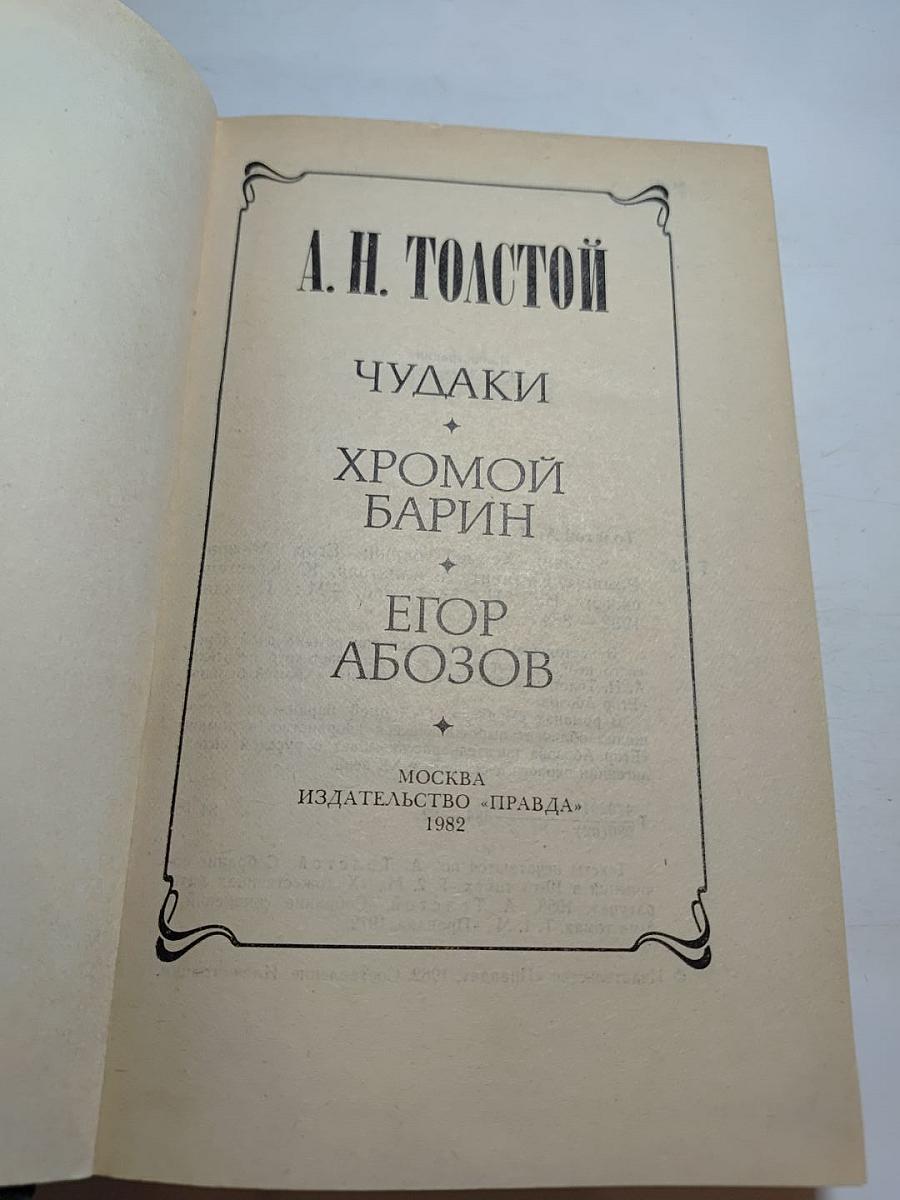 А. Н. ТОЛСТОЙ
ЧУДАКИ
ХРОМОЙ
БАРИН
ЕГОР
АБОЗОВ
МОСКВА
ИЗДАТЕЛЬСТВО «ПРАВДА»
1982